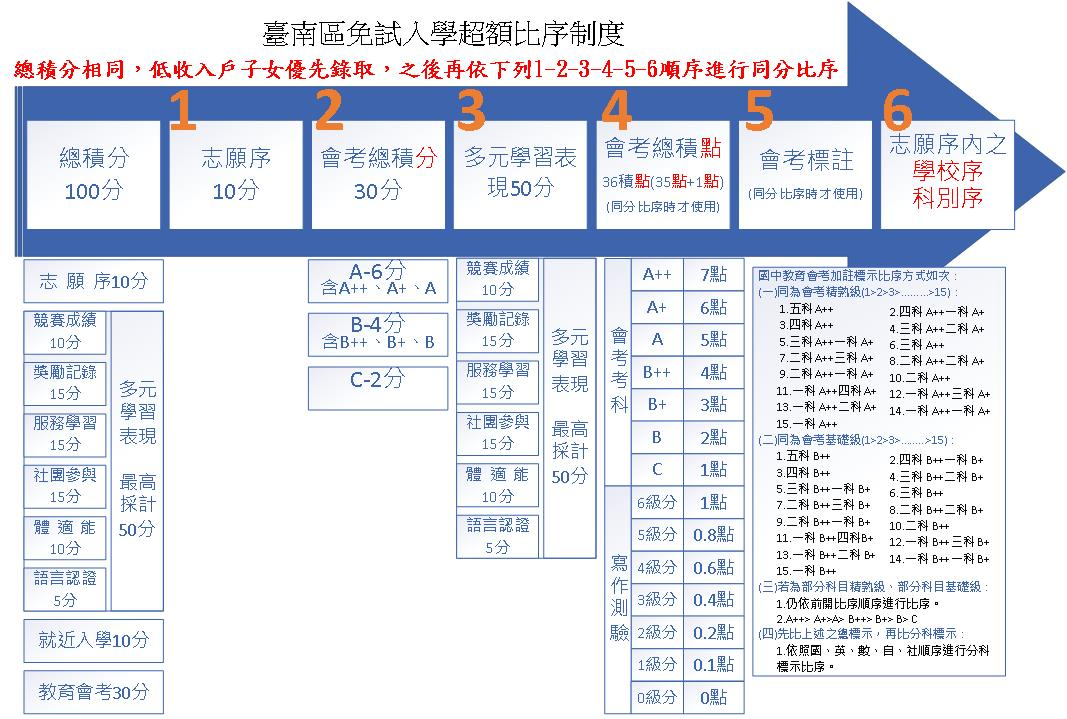 臺南區免試入學超額比序制度
總積分相同，低收入戶子女優先錄取，之後再依下列1-2-3-4-5-6順序進行同分比序
1
2
3
4
5
6
總積分
100分
志願序
10分
會考總積分
30分
多元學習表
現50分
會考總積點
36積點(35點+1點)
(同分比序時才使用)
會考標註
(同分比序時才使用)
志願序內之
學校序
科別序
志 願 序10分
競賽成績
10分
獎勵記錄
15分
服務學習
15分
社團參與
15分
體 適 能
10分
語言認證
5分
多元
學習
表現
最高
採計
50分
就近入學10分
教育會考30分
A-6分
含A++、A+、A
B-4分
含B++、B+、B
C-2分
競賽成績
10分
獎勵記錄
15分
服務學習
15分
社團參與
15分
體 適 能
10分
語言認證
5分
多元
學習
表現
最高
採計
50分
會考考科
A++ 7點
A+ 6點
A 5點
B++ 4點
B+ 3點
B 2點
C 1點
寫作測驗
6級分 1點
5級分 0.8點
4級分 0.6點
3級分 0.4點
2級分 0.2點
1級分 0.1點
0級分 0點
國中教育會考加註標示比序方式如次：
(一)同為會考精熟級(1>2>3>.........>15)：
1.五科 A++ 2.四科 A++一科 A+
3.四科 A++ 4.三科 A++二科 A+
5.三科 A++一科 A+ 6.三科 A++
7.二科 A++三科 A+ 8.二科 A++二科 A+
9.二科 A++一科 A+ 10.二科 A++
11.一科 A++四科 A+ 12.一科 A++三科 A+
13.一科 A++二科 A+ 14.一科 A++一科 A+
15.一科 A++
(二)同為會考基礎級(1>2>3>........>15)：
1.五科 B++ 2.四科 B++一科 B+
3.四科 B++ 4.三科 B++二科 B+
5.三科 B++一科 B+ 6.三科 B++
7.二科 B++三科 B+ 8.二科 B++二科 B+
9.二科 B++一科 B+ 10.二科 B++
11.一科 B++四科B+ 12.一科 B++三科 B+
13.一科 B++二科 B+ 14.一科 B++一科 B+
15.一科 B++
(三)若為部分科目精熟級、部分科目基礎級：
1.仍依前開比序順序進行比序。
2.A++> A+>A> B++> B+> B> C
(四)先比上述之總標示，再比分科標示：
1.依照國、英、數、自、社順序進行分科
標示比序。